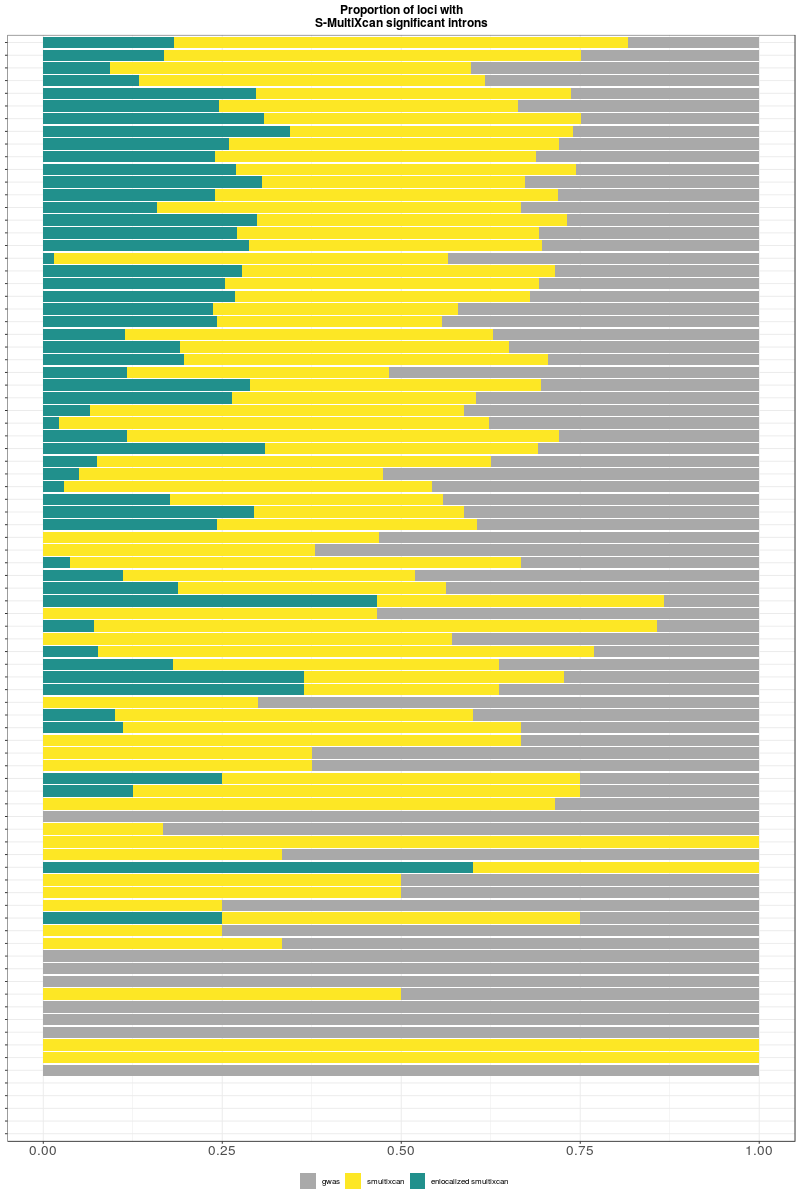 Proportion of loci with
S-MultiXcan significant introns
0.00 0.25 0.50 0.75 1.00
gwas smultixcan enlocalized smultixcan